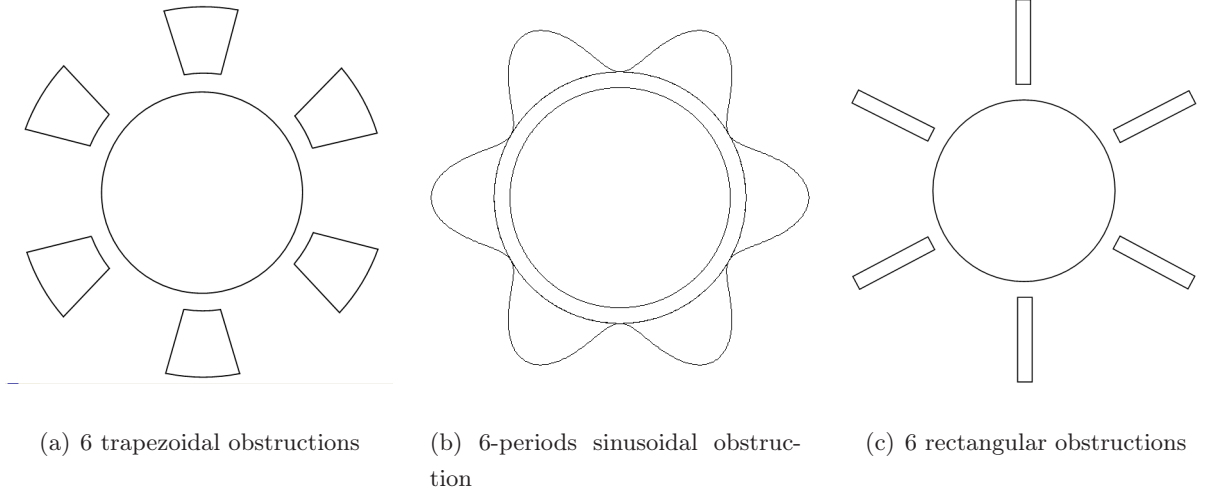 (a) 6 trapezoidal obstructions
(b) 6-periods sinusoidal obstruc-
tion
(c) 6 rectangular obstructions